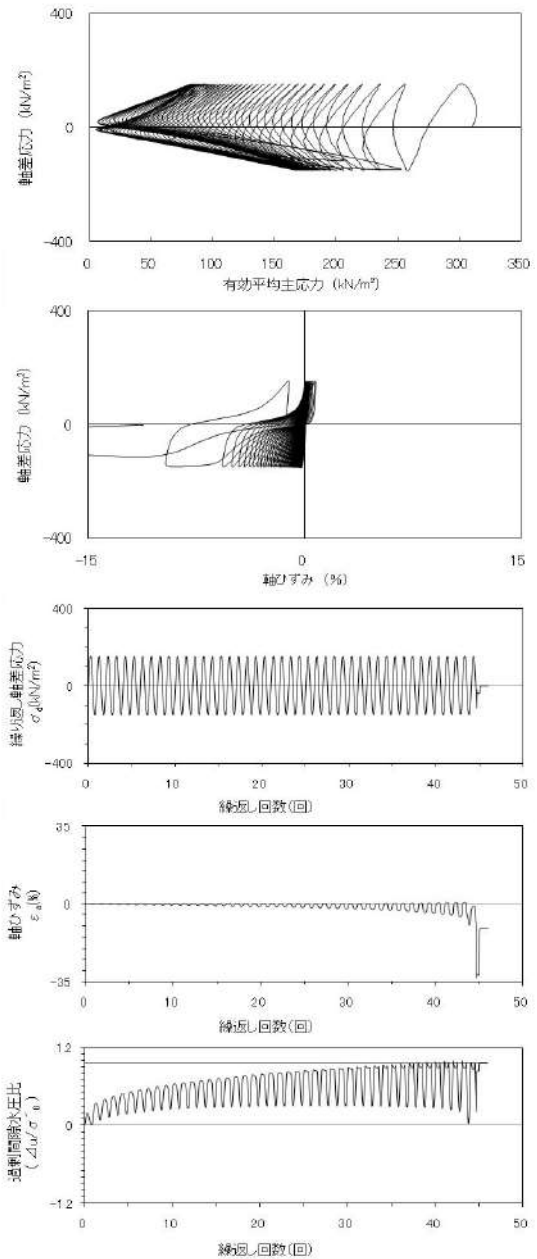 400
0
-400
軸差応力 (kN/m²)
0 50 100 150 200 250 300 350
有効平均主応力 (kN/m²)
400
0
-400
軸差応力 (kN/m²)
-15 0 15
軸ひずみ (%)
400
0
-400
繰り返し軸差応力
σd(kN/m²)
0 10 20 30 40 50
繰返し回数(回)
35
0
-35
軸ひずみ
εa(%)
0 10 20 30 40 50
繰返し回数(回)
1.2
0
-1.2
過剰間隙水圧比
(Δu/σ'0)
0 10 20 30 40 50
繰返し回数(回)